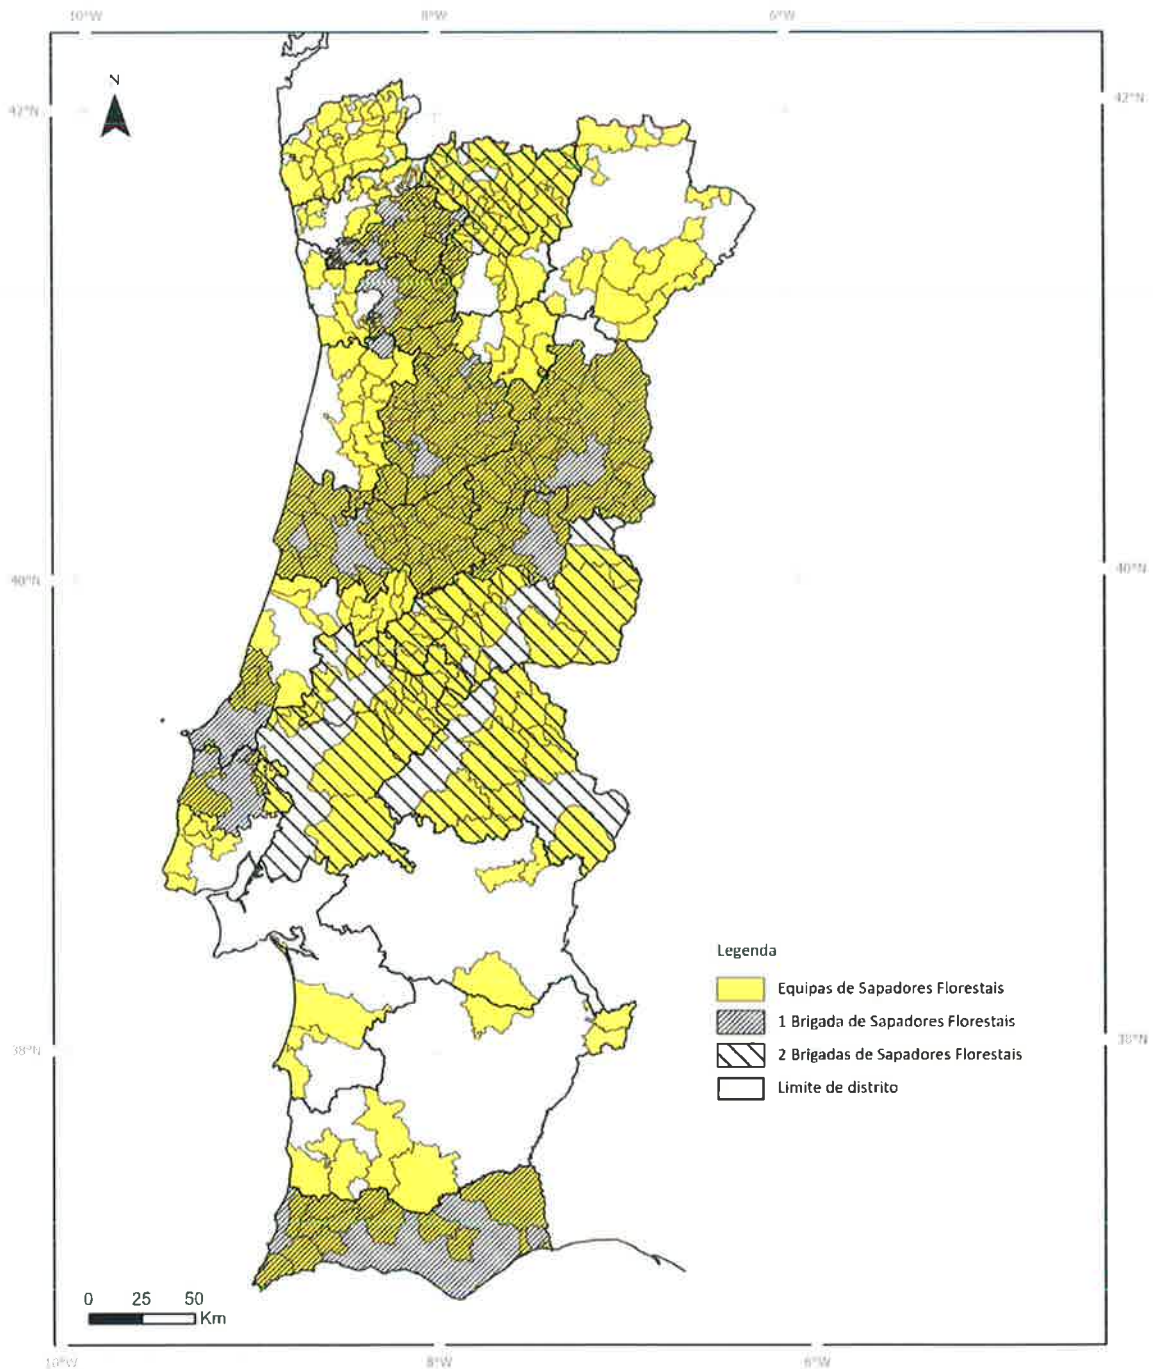 10°W 8°W 6°W
N
42°N 42°N
40°N 40°N
Legenda
Equipas de Sapadores Florestais
1 Brigada de Sapadores Florestais
2 Brigadas de Sapadores Florestais
Limite de distrito
38°N 38°N
0 25 50
Km
10°W 8°W 6°W